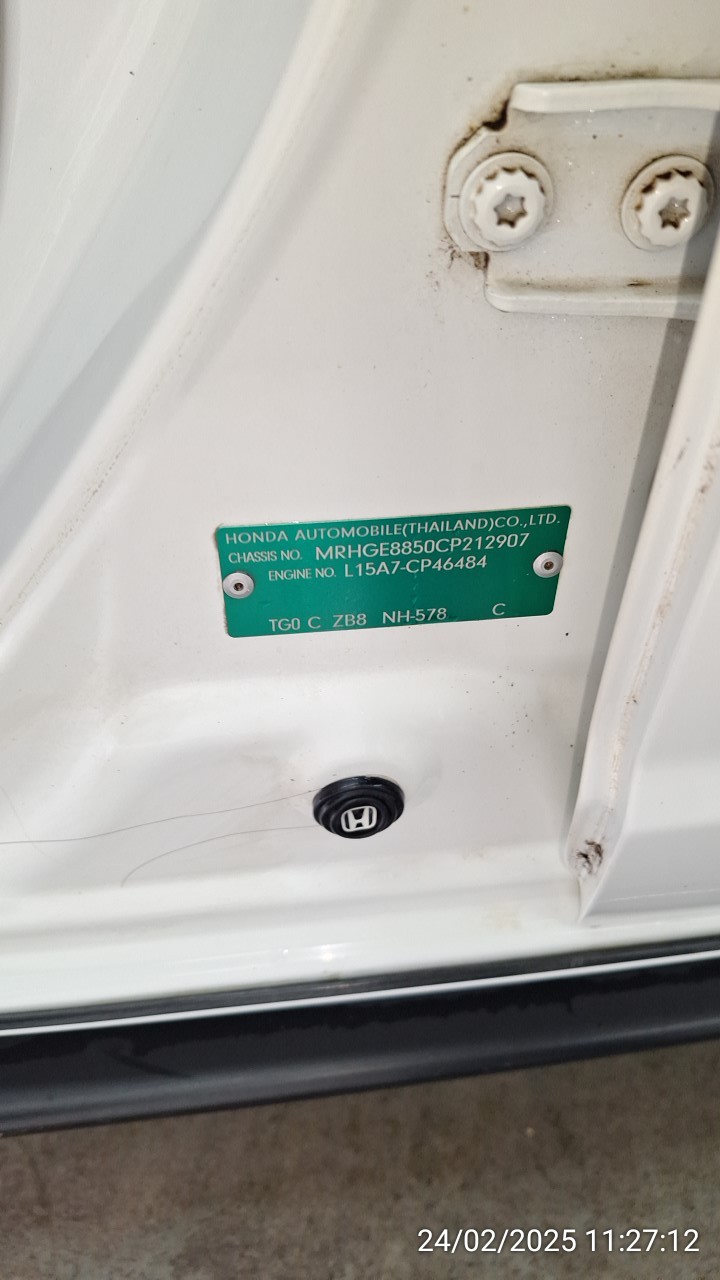 HONDA AUTOMOBILE(THAILAND)CO.,LTD.
CHASSIS NO. MRHGE8850CP212907
ENGINE NO. L15A7-CP46484
TG0 C ZB8 NH-578 C
24/02/2025 11:27:12